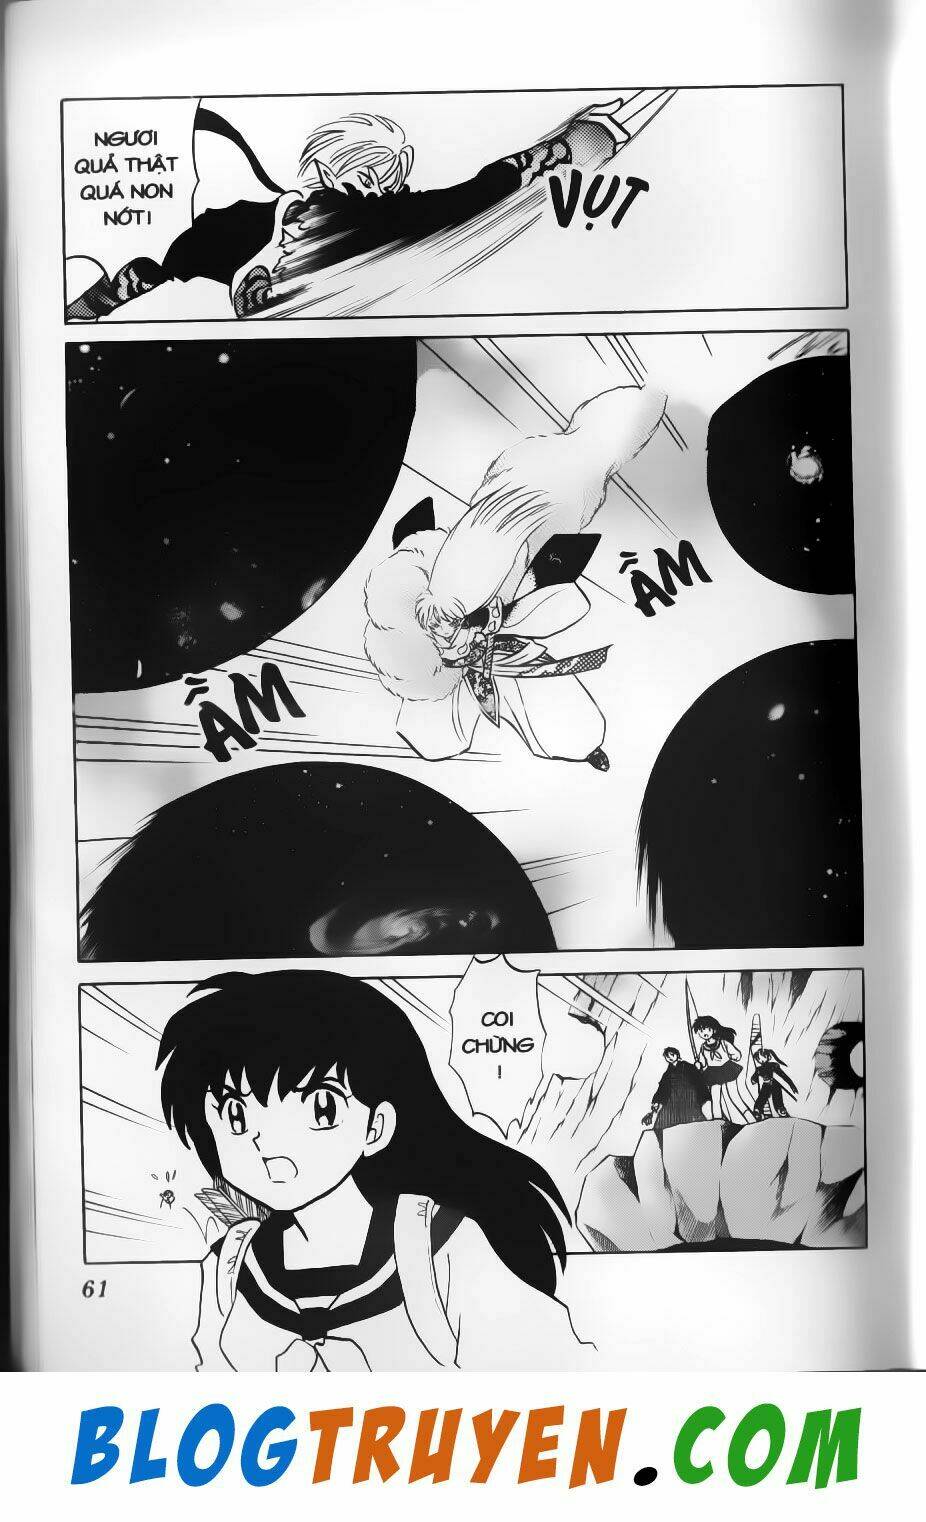 NGƯƠI
QUẢ THẬT
QUÁ NON
NỚT!
VỤT
ẦM
ẦM
COI
CHỪNG
!
61
BLOGTRUYEN.COM